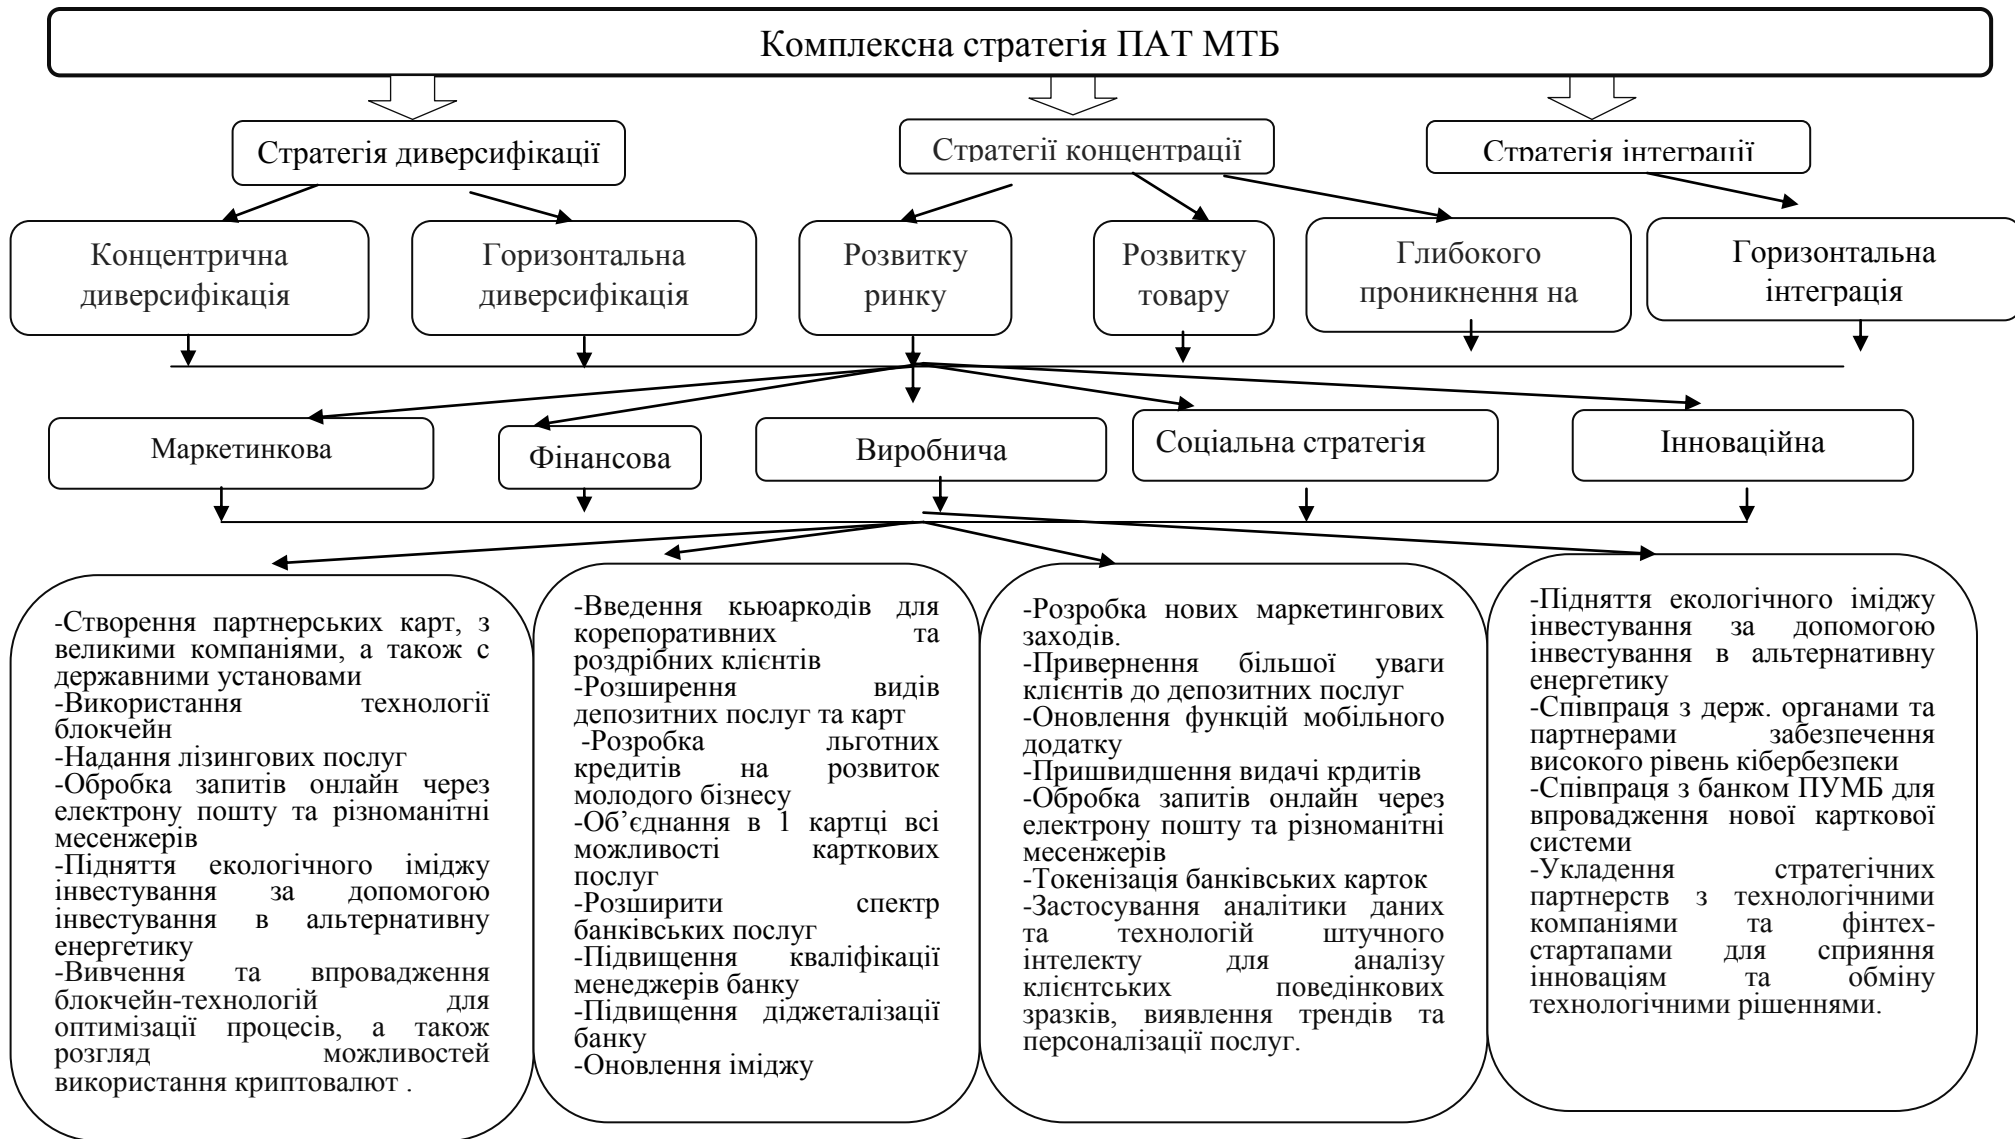 Комплексна стратегія ПАТ МТБ
Стратегія диверсифікації
Стратегії концентрації
Стратегія інтеграції
Концентрична
диверсифікація
Горизонтальна
диверсифікація
Розвитку
ринку
Розвитку
товару
Глибокого
проникнення на
Горизонтальна
інтеграція
Маркетинкова
Фінансова
Виробнича
Соціальна стратегія
Інноваційна
-Створення партнерських карт, з
великими компаніями, а також с
державними установами
-Використання технології
блокчейн
-Надання лізингових послуг
-Обробка запитів онлайн через
електрону пошту та різноманітні
месенжерів
-Підняття екологічного іміджу
інвестування за допомогою
інвестування в альтернативну
енергетику
-Вивчення та впровадження
блокчейн-технологій для
оптимізації процесів, а також
розгляд можливостей
використання криптовалют .
-Введення кьюаркодів для
корепоративних та
роздрібних клієнтів
-Розширення видів
депозитних послуг та карт
-Розробка льготних
кредитів на розвиток
молодого бізнесу
-Об’єднання в 1 картці всі
можливості карткових
послуг
-Розширити спектр
банківських послуг
-Підвищення кваліфікації
менеджерів банку
-Підвищення діджеталізації
банку
-Оновлення іміджу
-Розробка нових маркетингових
заходів.
-Привернення більшої уваги
клієнтів до депозитних послуг
-Оновлення функцій мобільного
додатку
-Пришвидшення видачі крдитів
-Обробка запитів онлайн через
електрону пошту та різноманітні
месенжерів
-Токенізація банківських карток
-Застосування аналітики даних
та технологій штучного
інтелекту для аналізу
клієнтських поведінкових
зразків, виявлення трендів та
персоналізації послуг.
-Підняття екологічного іміджу
інвестування за допомогою
інвестування в альтернативну
енергетику
-Співпраця з держ. органами та
партнерами забезпечення
високого рівень кібербезпеки
-Співпраця з банком ПУМБ для
впровадження нової карткової
системи
-Укладення стратегічних
партнерств з технологічними
компаніями та фінтех-
стартапами для сприяння
інноваціям та обміну
технологічними рішеннями.